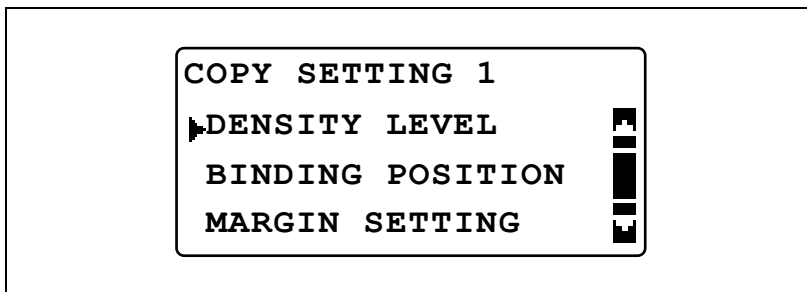 COPY SETTING 1
DENSITY LEVEL
BINDING POSITION
MARGIN SETTING